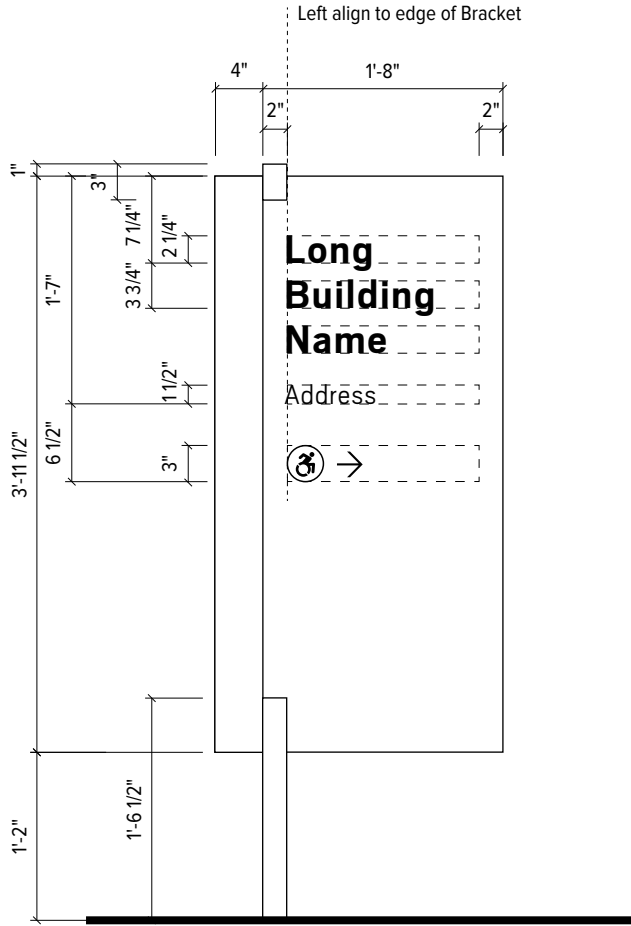 Left align to edge of Bracket
4" 1'-8"
2" 2"
1"
3"
7 1/4"
2 1/4"
3 3/4"
1'-7"
Long
Building
Name
1 1/2"
Address
6 1/2"
3"
3'-11 1/2"
1'-6 1/2"
1'-2"